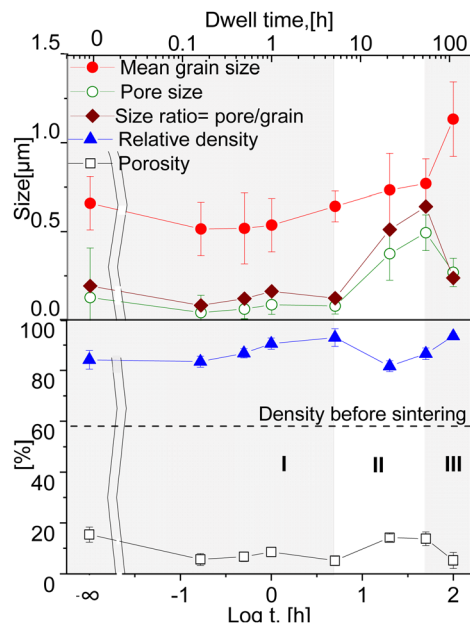 Dwell time,[h]
0 0.1 1 10 100
1.5
Mean grain size
Pore size
Size ratio= pore/grain
1.0
Relative density
Porosity
Size[µm]
0.5
0.0
100
80
Density before sintering
60
[%]
I II III
40
20
0
-∞ -1 0 1 2
Log t. [h]